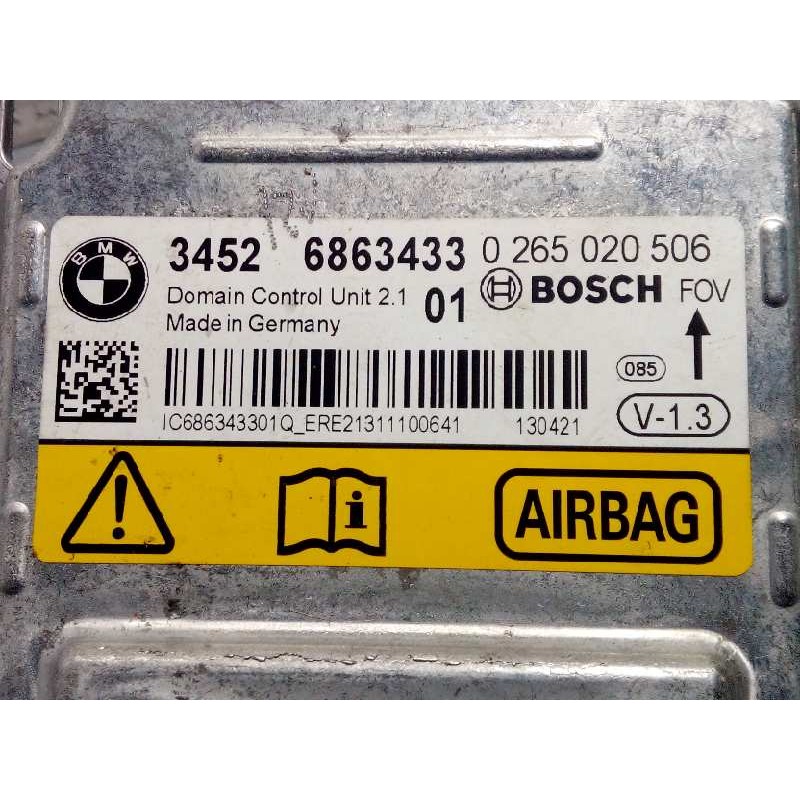 BMW
3452 6863433 0 265 020 506
Domain Control Unit 2.1 01 BOSCH FOV
Made in Germany
085
IC686343301Q_ERE21311100641 130421
V-1.3
i AIRBAG